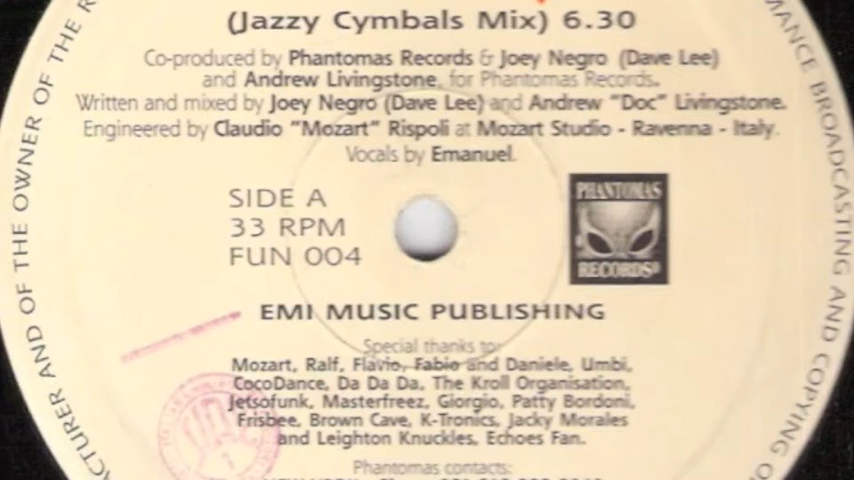 (Jazzy Cymbals Mix) 6.30
Co-produced by Phantomas Records & Joey Negro (Dave Lee)
and Andrew Livingstone, for Phantomas Records.
Written and mixed by Joey Negro (Dave Lee) and Andrew "Doc" Livingstone.
Engineered by Claudio "Mozart" Rispoli at Mozart Studio - Ravenna - Italy.
Vocals by Emanuel.
SIDE A
33 RPM
FUN 004
PHANTOMAS
RECORDS®
EMI MUSIC PUBLISHING
Special thanks to:
Mozart, Ralf, Flavio, Fabio and Daniele, Umbi,
CocoDance, Da Da Da, The Kroll Organisation,
Jetsofunk, Masterfreez, Giorgio, Patty Bordoni,
Frisbee, Brown Cave, K-Tronics, Jacky Morales
and Leighton Knuckles, Echoes Fan.
Phantomas contacts:
AND OF THE OWNER OF THE
BROADCASTING AND COPYING